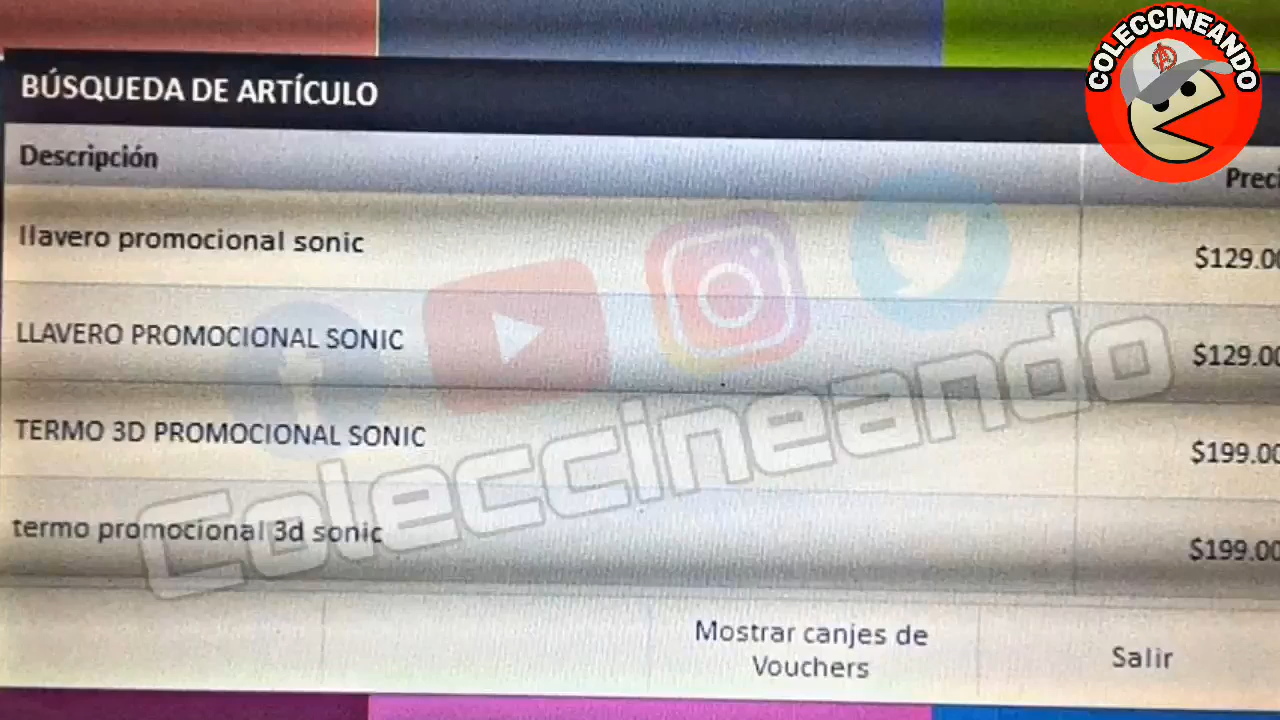 COLECCINEANDO
BÚSQUEDA DE ARTÍCULO
Descripción
Preci
llavero promocional sonic
$129.00
LLAVERO PROMOCIONAL SONIC
$129.00
TERMO 3D PROMOCIONAL SONIC
$199.00
termo promocional 3d sonic
$199.00
Coleccineando
Mostrar canjes de
Vouchers
Salir